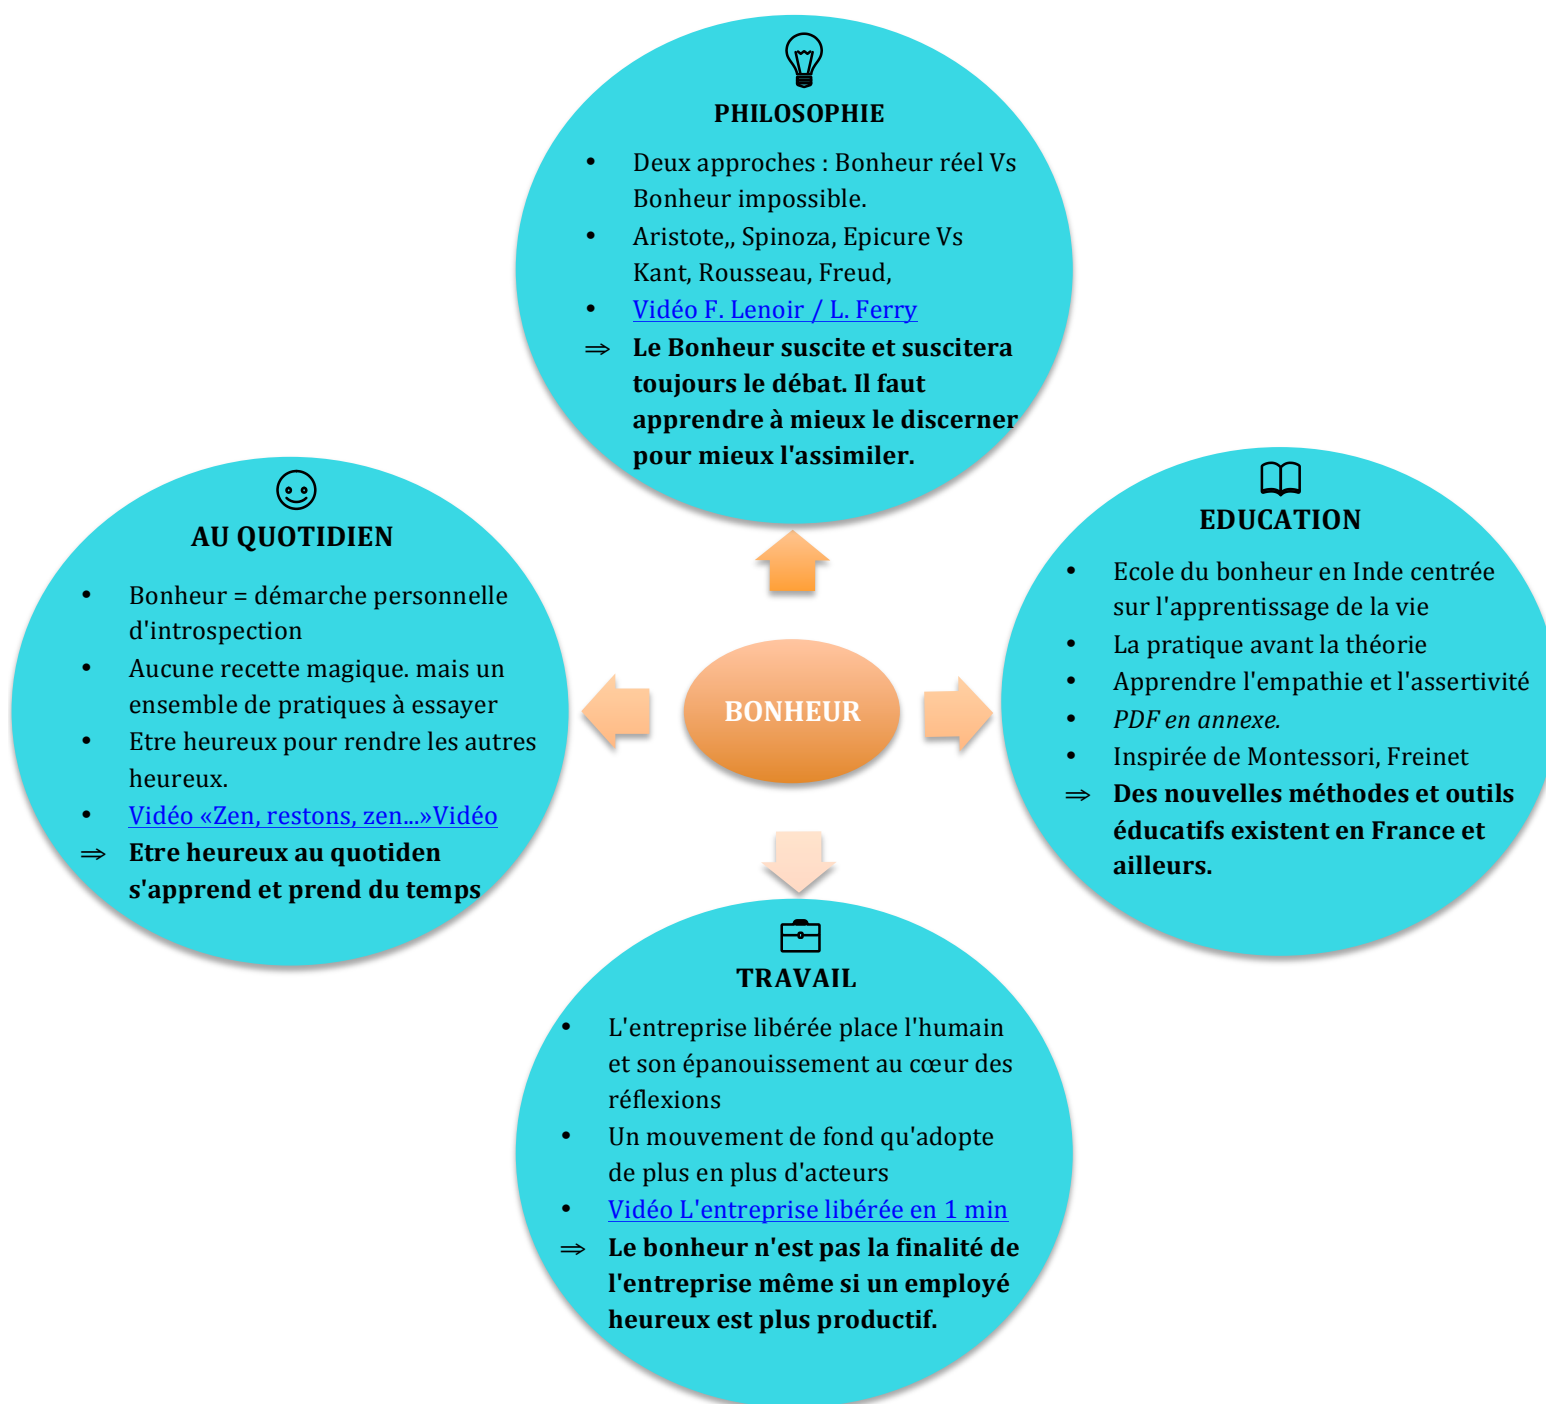 PHILOSOPHIE
• Deux approches : Bonheur réel Vs
Bonheur impossible.
• Aristote,, Spinoza, Epicure Vs
Kant, Rousseau, Freud,
• Vidéo F. Lenoir / L. Ferry
⇒ Le Bonheur suscite et suscitera
toujours le débat. Il faut
apprendre à mieux le discerner
pour mieux l'assimiler.
AU QUOTIDIEN
• Bonheur = démarche personnelle
d'introspection
• Aucune recette magique. mais un
ensemble de pratiques à essayer
• Etre heureux pour rendre les autres
heureux.
• Vidéo «Zen, restons, zen...»Vidéo
⇒ Etre heureux au quotiden
s'apprend et prend du temps
BONHEUR
EDUCATION
• Ecole du bonheur en Inde centrée
sur l'apprentissage de la vie
• La pratique avant la théorie
• Apprendre l'empathie et l'assertivité
• PDF en annexe.
• Inspirée de Montessori, Freinet
⇒ Des nouvelles méthodes et outils
éducatifs existent en France et
ailleurs.
TRAVAIL
• L'entreprise libérée place l'humain
et son épanouissement au cœur des
réflexions
• Un mouvement de fond qu'adopte
de plus en plus d'acteurs
• Vidéo L'entreprise libérée en 1 min
⇒ Le bonheur n'est pas la finalité de
l'entreprise même si un employé
heureux est plus productif.